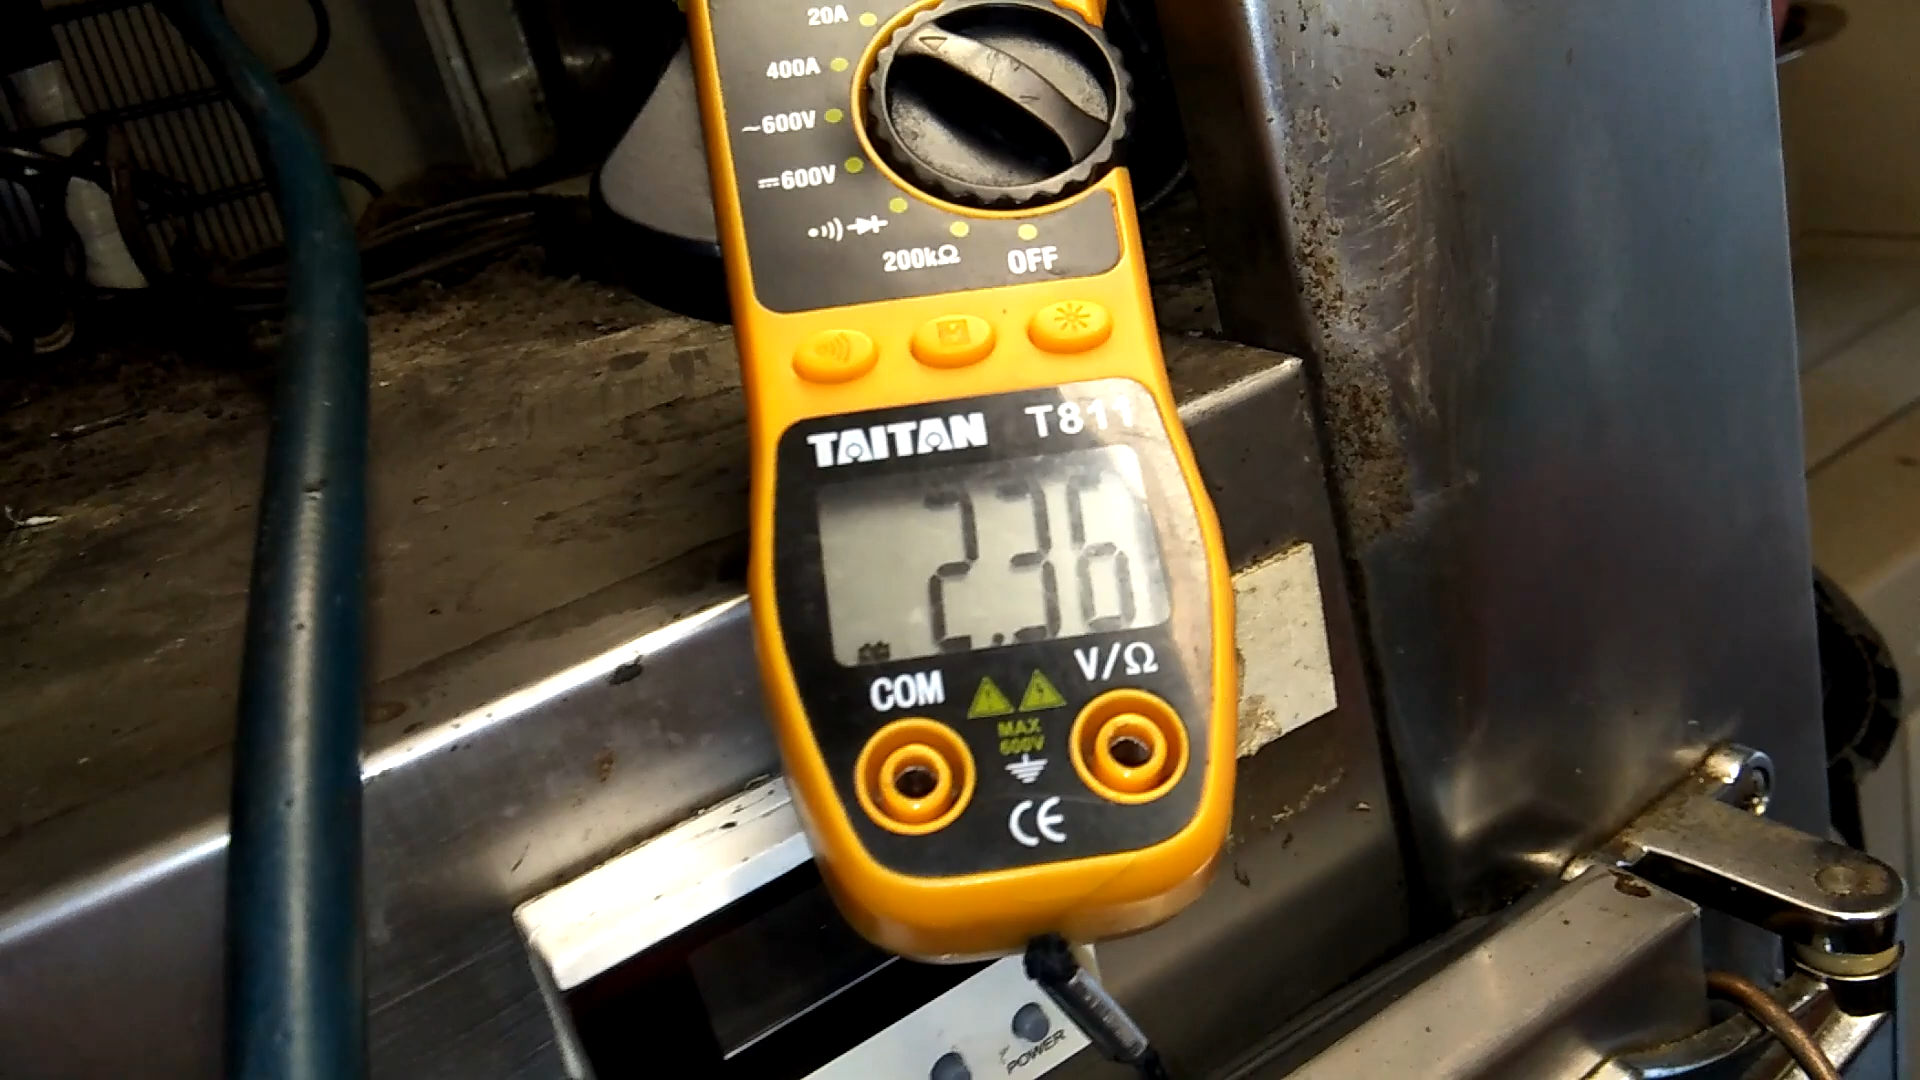 20A
400A
~600V
⎓600V
200kΩ
OFF
TAITAN T811
2.36
COM
V/Ω
MAX
600V
CE
POWER